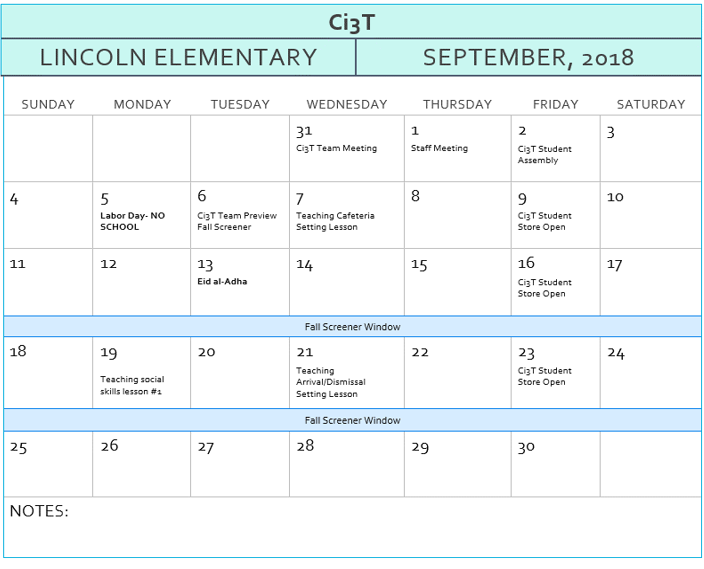 Ci3T
LINCOLN ELEMENTARY
SEPTEMBER, 2018
SUNDAY MONDAY TUESDAY WEDNESDAY THURSDAY FRIDAY SATURDAY
31
Ci3T Team Meeting
1
Staff Meeting
2
Ci3T Student
Assembly
3
4
5
Labor Day- NO
SCHOOL
6
Ci3T Team Preview
Fall Screener
7
Teaching Cafeteria
Setting Lesson
8
9
Ci3T Student
Store Open
10
11
12
13
Eid al-Adha
14
15
16
Ci3T Student
Store Open
17
Fall Screener Window
18
19
Teaching social
skills lesson #1
20
21
Teaching
Arrival/Dismissal
Setting Lesson
22
23
Ci3T Student
Store Open
24
Fall Screener Window
25
26
27
28
29
30
NOTES: